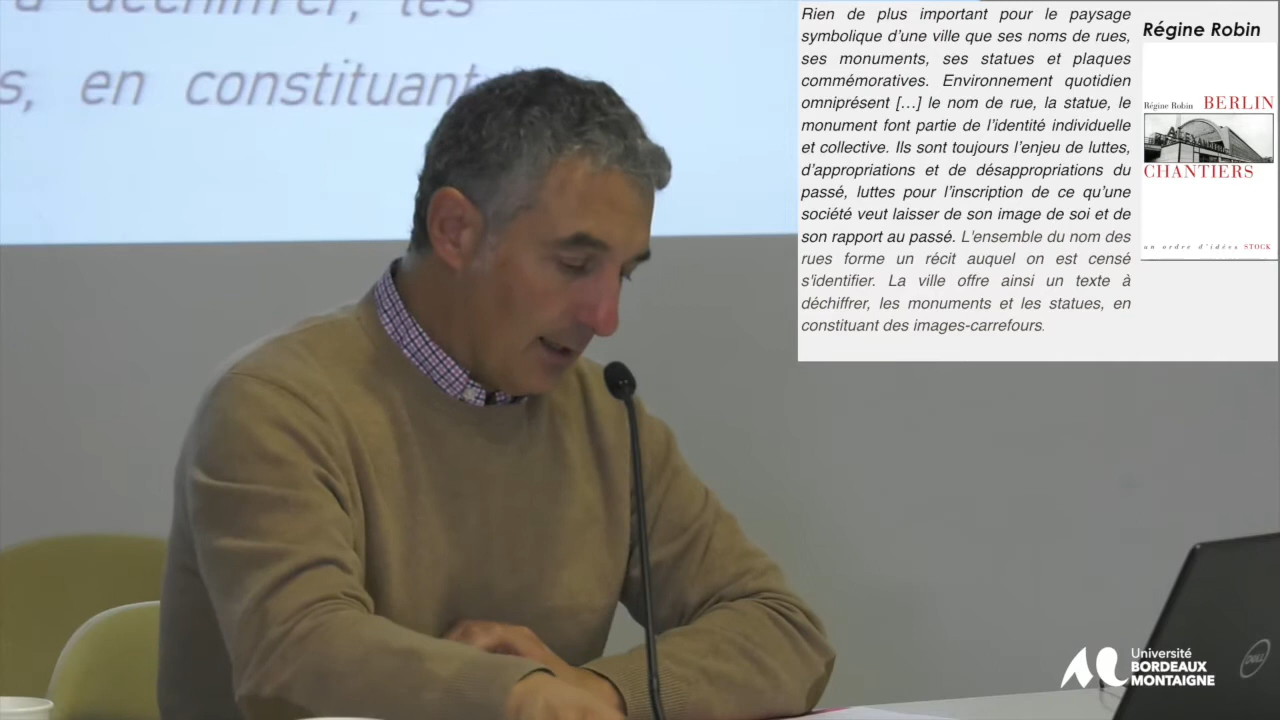 à déchiffrer, les
s, en constituant
Rien de plus important pour le paysage
symbolique d'une ville que ses noms de rues,
ses monuments, ses statues et plaques
commémoratives. Environnement quotidien
omniprésent […] le nom de rue, la statue, le
monument font partie de l'identité individuelle
et collective. Ils sont toujours l'enjeu de luttes,
d'appropriations et de désappropriations du
passé, luttes pour l'inscription de ce qu'une
société veut laisser de son image de soi et de
son rapport au passé. L'ensemble du nom des
rues forme un récit auquel on est censé
s'identifier. La ville offre ainsi un texte à
déchiffrer, les monuments et les statues, en
constituant des images-carrefours.
Régine Robin
Régine Robin BERLIN
CHANTIERS
un ordre d'idées STOCK
DELL
Université
BORDEAUX
MONTAIGNE